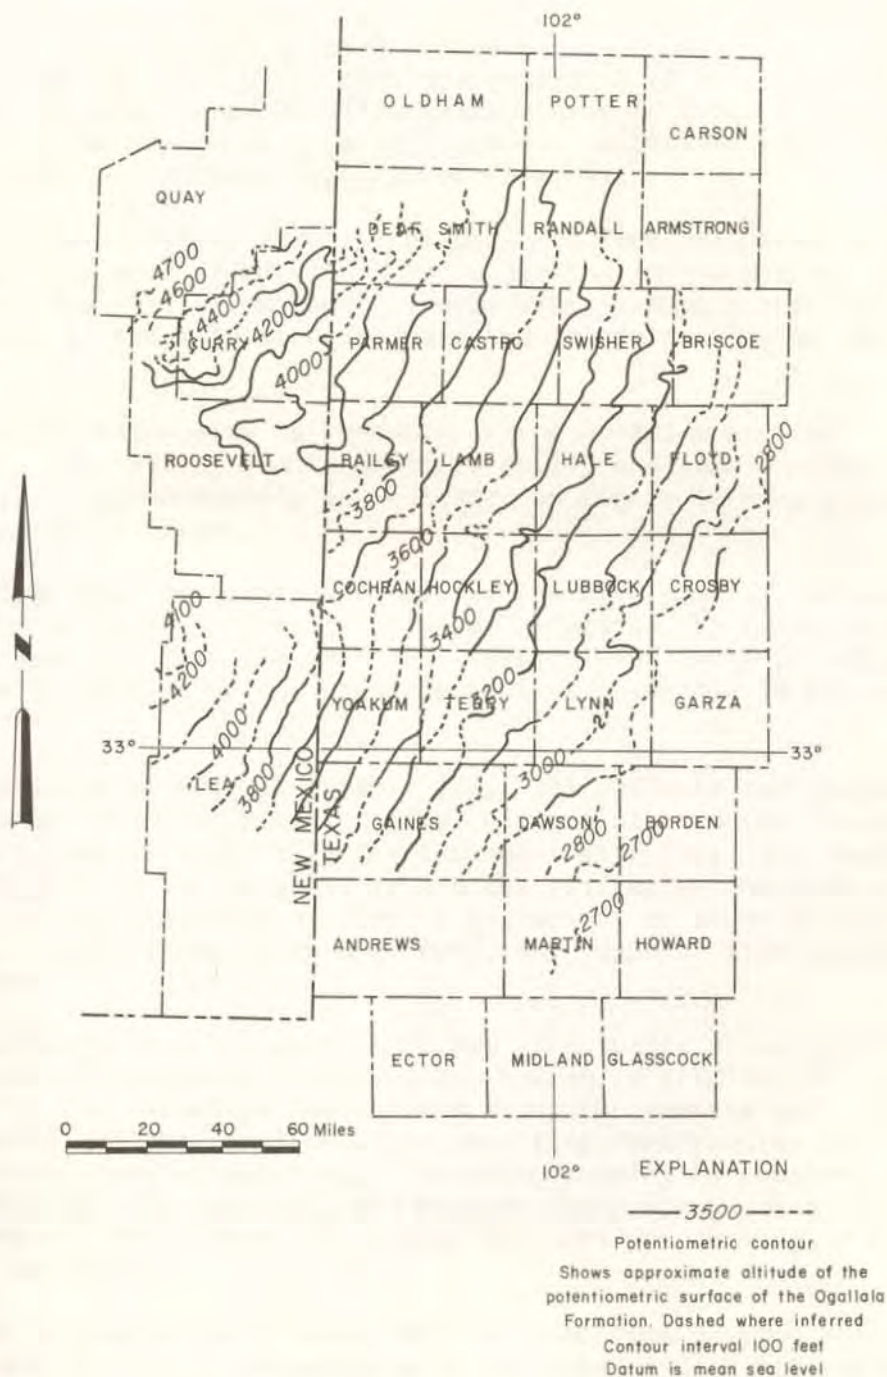 102°
OLDHAM
POTTER
CARSON
QUAY
DEAF SMITH
RANDALL
ARMSTRONG
4700
4600
4400
4200
CURRY
4000
PARMER
CASTRO
SWISHER
BRISCOE
ROOSEVELT
BAILEY
LAMB
HALE
FLOYD
2800
3800
3600
COCHRAN
HOCKLEY
LUBBOCK
CROSBY
N
4100
4200
3400
YOAKUM
TERRY
3200
LYNN
GARZA
4000
33°
33°
LEA
3800
NEW MEXICO
TEXAS
3000
GAINES
DAWSON
BORDEN
2800
2700
2700
ANDREWS
MARTIN
HOWARD
ECTOR
MIDLAND
GLASSCOCK
0 20 40 60 Miles
102°
EXPLANATION
3500
Potentiometric contour
Shows approximate altitude of the
potentiometric surface of the Ogallala
Formation. Dashed where inferred
Contour interval 100 feet
Datum is mean sea level